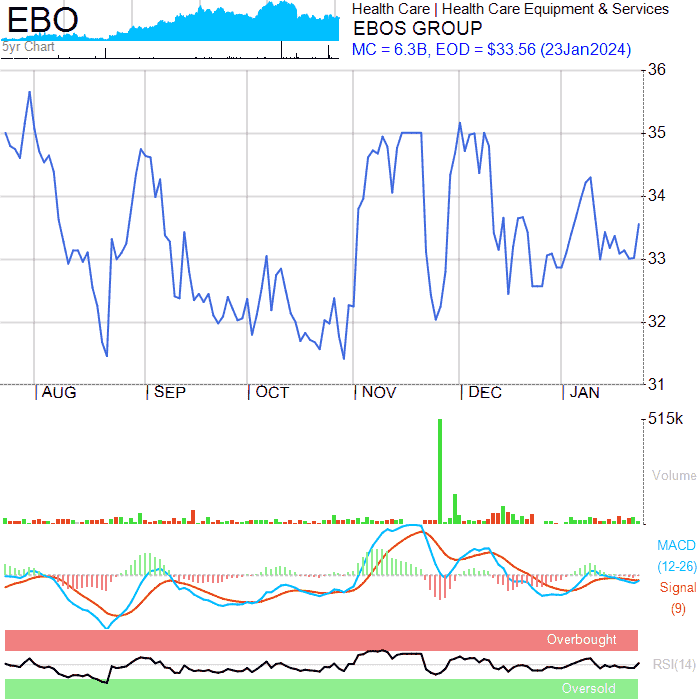 EBO
Health Care | Health Care Equipment & Services
EBOS GROUP
5yr Chart
MC = 6.3B, EOD = $33.56 (23Jan2024)
36
35
34
33
32
31
AUG SEP OCT NOV DEC JAN
515k
Volume
MACD
(12-26)
Signal
(9)
Overbought
RSI(14)
Oversold